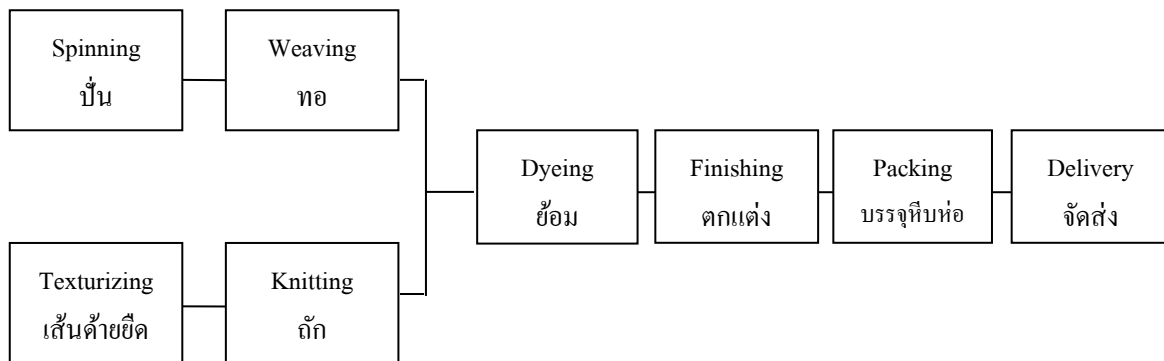 Spinning
ปั่น
Weaving
ทอ
Dyeing
ย้อม
Finishing
ตกแต่ง
Packing
บรรจุหีบห่อ
Delivery
จัดส่ง
Texturizing
เส้นด้ายยืด
Knitting
ถัก